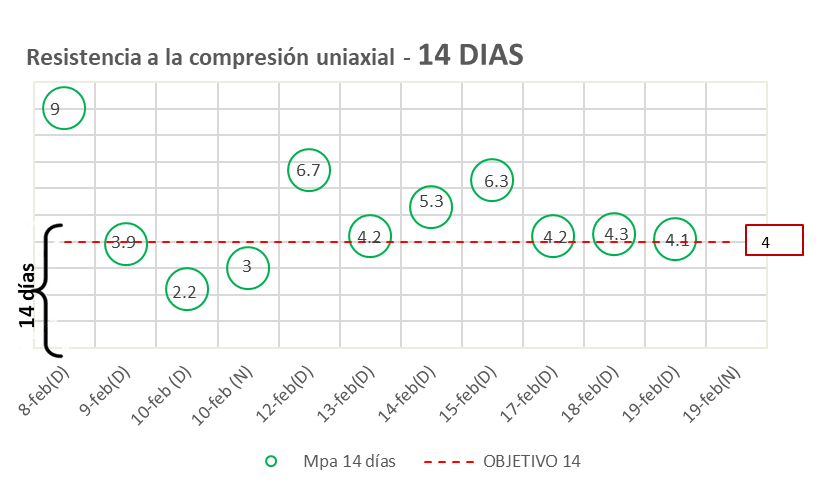 Resistencia a la compresión uniaxial - 14 DIAS
9
6.7
6.3
5.3
3.9
4.2
4.2
4.3
4.1
4
3
2.2
14 días
8-feb(D)
9-feb(D)
10-feb (D)
10-feb (N)
12-feb(D)
13-feb(D)
14-feb(D)
15-feb(D)
17-feb(D)
18-feb(D)
19-feb(D)
19-feb(N)
Mpa 14 días
OBJETIVO 14